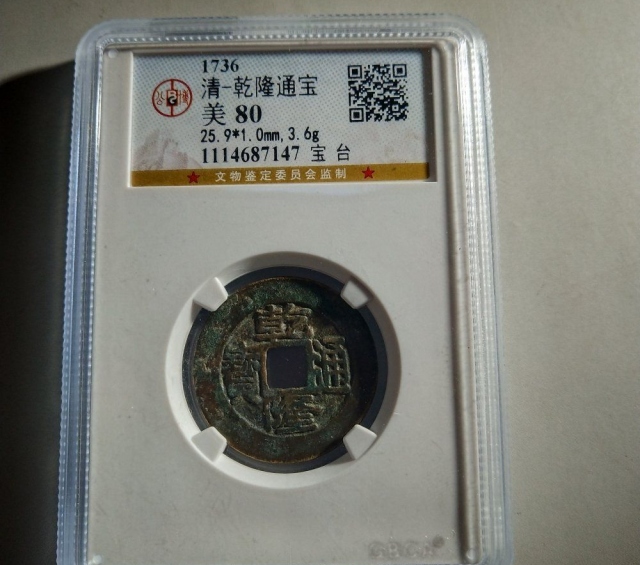 1736
清-乾隆通宝
美 80
25.9*1.0mm,3.6g
1114687147 宝 台
★ 文物鉴定委员会监制 ★
乾
寶 通
隆